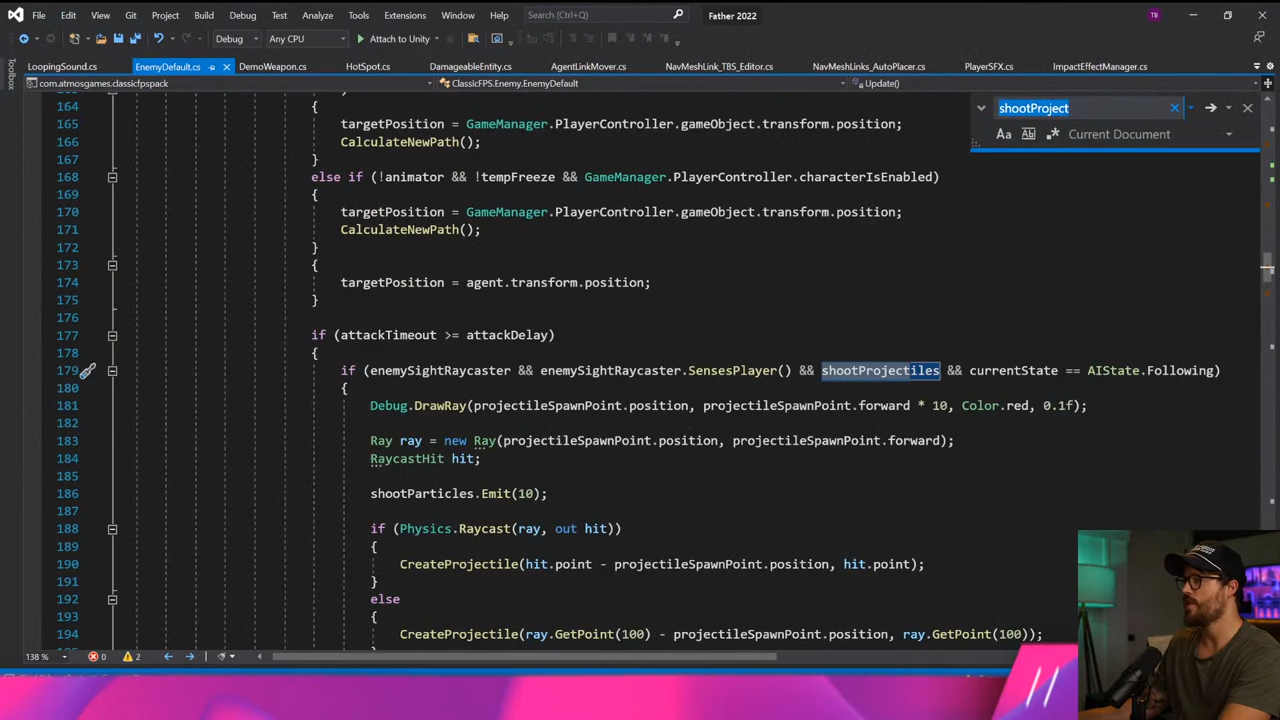 File Edit View Git Project Build Debug Test Analyze Tools Extensions Window Help Search (Ctrl+Q) Father 2022 TB
Debug Any CPU Attach to Unity
Toolbox
LoopingSound.cs EnemyDefault.cs DemoWeapon.cs HotSpot.cs DamageableEntity.cs AgentLinkMover.cs NavMeshLink_TBS_Editor.cs NavMeshLinks_AutoPlacer.cs PlayerSFX.cs ImpactEffectManager.cs
com.atmosgames.classicfpspack ClassicFPS.Enemy.EnemyDefault Update()
shootProject
Aa Ab Current Document
164 {
165 targetPosition = GameManager.PlayerController.gameObject.transform.position;
166 CalculateNewPath();
167 }
168 else if (!animator && !tempFreeze && GameManager.PlayerController.characterIsEnabled)
169 {
170 targetPosition = GameManager.PlayerController.gameObject.transform.position;
171 CalculateNewPath();
172 }
173 {
174 targetPosition = agent.transform.position;
175 }
176
177 if (attackTimeout >= attackDelay)
178 {
179 if (enemySightRaycaster && enemySightRaycaster.SensesPlayer() && shootProjectiles && currentState == AIState.Following)
180 {
181 Debug.DrawRay(projectileSpawnPoint.position, projectileSpawnPoint.forward * 10, Color.red, 0.1f);
182
183 Ray ray = new Ray(projectileSpawnPoint.position, projectileSpawnPoint.forward);
184 RaycastHit hit;
185
186 shootParticles.Emit(10);
187
188 if (Physics.Raycast(ray, out hit))
189 {
190 CreateProjectile(hit.point - projectileSpawnPoint.position, hit.point);
191 }
192 else
193 {
194 CreateProjectile(ray.GetPoint(100) - projectileSpawnPoint.position, ray.GetPoint(100));
138 % 0 2